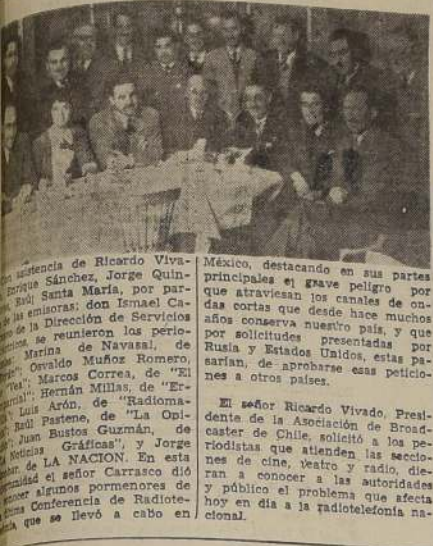 asistencia de Ricardo Viva-
Enrique Sánchez, Jorge Quin-
Raúl Santa María, por par-
de las emisoras; don Ismael Ca-
de la Dirección de Servicios
se reunieron los perio-
Marina de Navasal, de
Osvaldo Muñoz Romero,
"Vea"; Marcos Correa, de "El
Hernán Millas, de "Er-
Luis Arón, de "Radioma-
Raúl Pastene, de "La Opi-
Juan Bustos Guzmán, de
Noticias Gráficas", y Jorge
de LA NACION. En esta
el señor Carrasco dió
conocer algunos pormenores de
Conferencia de Radiote-
que se llevó a cabo en
México, destacando en sus partes
principales el grave peligro por
que atraviesan los canales de on-
das cortas que desde hace muchos
años conserva nuestro país, y que
por solicitudes presentadas por
Rusia y Estados Unidos, estas pa-
sarían, de aprobarse esas peticio-
nes a otros países.
El señor Ricardo Vivado, Presi-
dente de la Asociación de Broad-
caster de Chile, solicitó a los pe-
riodistas que atienden las seccio-
nes de cine, teatro y radio, die-
ran a conocer a las autoridades
y público el problema que afecta
hoy en día a la radiotelefonía na-
cional.